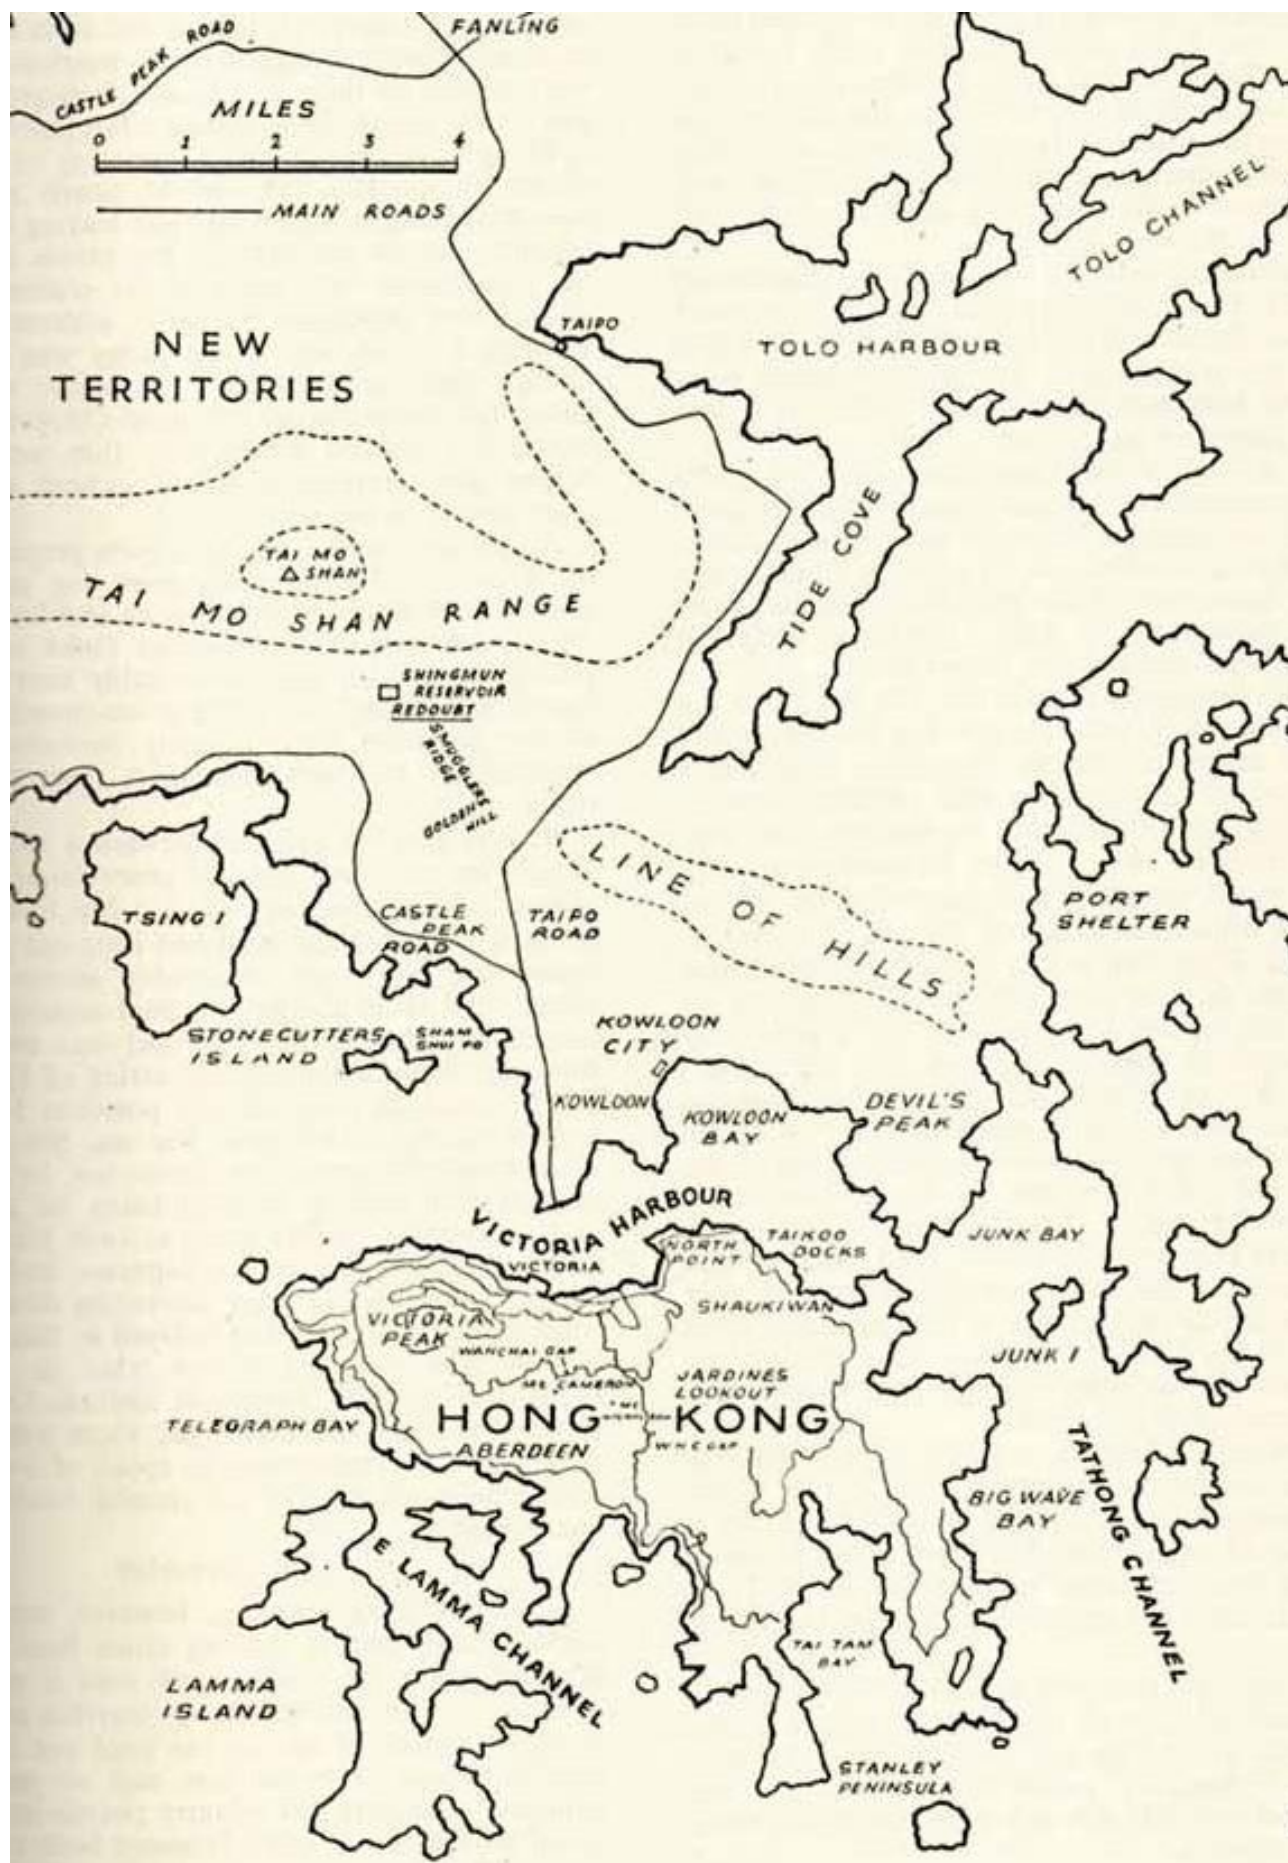 FANLING
CASTLE PEAK ROAD
MILES
0 1 2 3 4
MAIN ROADS
TOLO CHANNEL
TAIPO
TOLO HARBOUR
NEW
TERRITORIES
TIDE COVE
TAI MO
SHAN
TAI MO SHAN RANGE
SHINGMUN
RESERVOIR
REDOUBT
SMUGGLERS
RIDGE
GOLDEN
HILL
LINE OF HILLS
PORT
SHELTER
TSING I
CASTLE
PEAK
ROAD
TAIPO
ROAD
STONECUTTERS
ISLAND
SHAM
SHUI PO
KOWLOON
CITY
KOWLOON
KOWLOON
BAY
DEVIL'S
PEAK
VICTORIA HARBOUR
VICTORIA
NORTH
POINT
TAIKOO
DOCKS
JUNK BAY
SHAUKIWAN
VICTORIA
PEAK
WANCHAI GAP
JUNK I
MT. CAMERON
JARDINES
LOOKOUT
HONG KONG
TELEGRAPH BAY
ABERDEEN
W.N.C GAP
TATHONG CHANNEL
BIG WAVE
BAY
E LAMMA CHANNEL
TAI TAM
BAY
LAMMA
ISLAND
STANLEY
PENINSULA